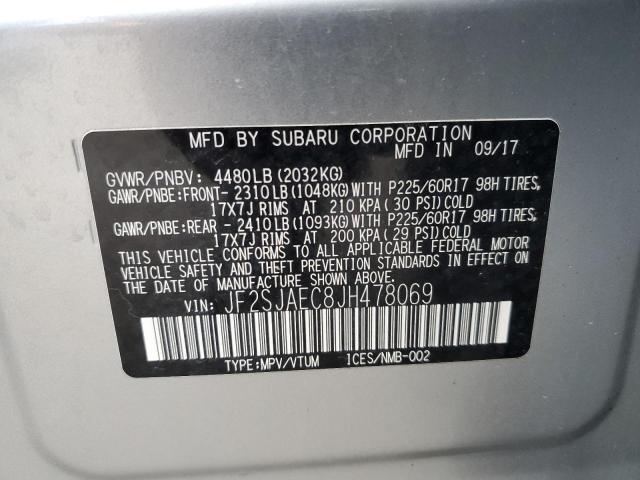 MFD BY SUBARU CORPORATION
MFD IN 09/17
GVWR/PNBV: 4480LB(2032KG)
GAWR/PNBE:FRONT-2310LB(1048KG)WITH P225/60R17 98H TIRES,
17X7J RIMS AT 210 KPA(30 PSI)COLD
GAWR/PNBE:REAR -2410LB(1093KG)WITH P225/60R17 98H TIRES,
17X7J RIMS AT 200 KPA(29 PSI)COLD
THIS VEHICLE CONFORMS TO ALL APPLICABLE FEDERAL MOTOR
VEHICLE SAFETY AND THEFT PREVENTION STANDARDS IN EFFECT ON
THE DATE OF MANUFACTURE SHOWN ABOVE.
VIN: JF2SJAEC8JH478069
TYPE:MPV/VTUM ICES/NMB-002